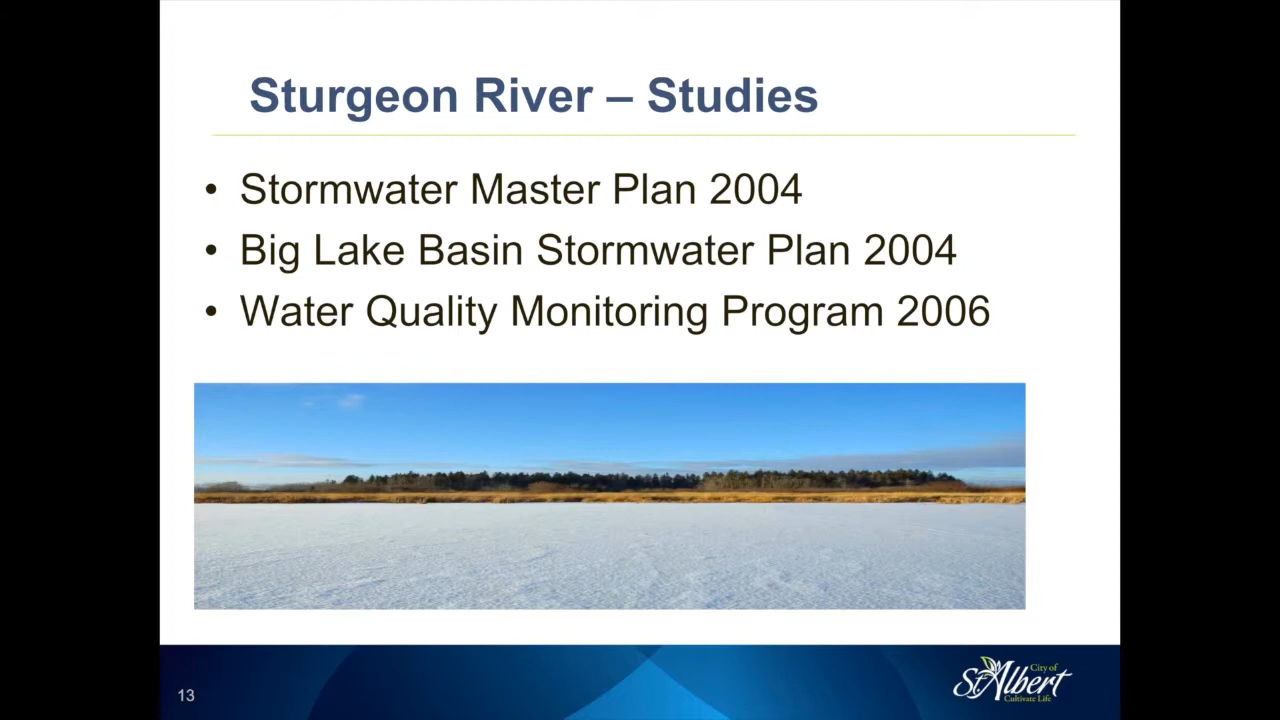 Sturgeon River – Studies
• Stormwater Master Plan 2004
• Big Lake Basin Stormwater Plan 2004
• Water Quality Monitoring Program 2006
13
City of
St. Albert
Cultivate Life